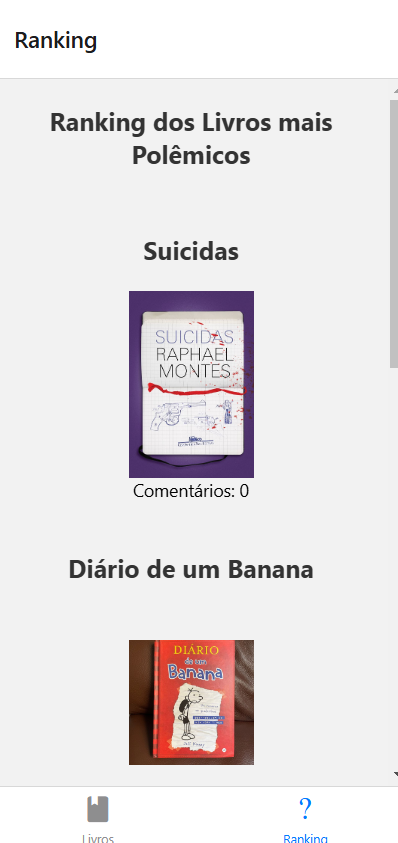 Ranking
Ranking dos Livros mais
Polêmicos
Suicidas
SUICIDAS
RAPHAEL
MONTES
Comentários: 0
Diário de um Banana
DIÁRIO
de um
Banana
Livros
?
Ranking